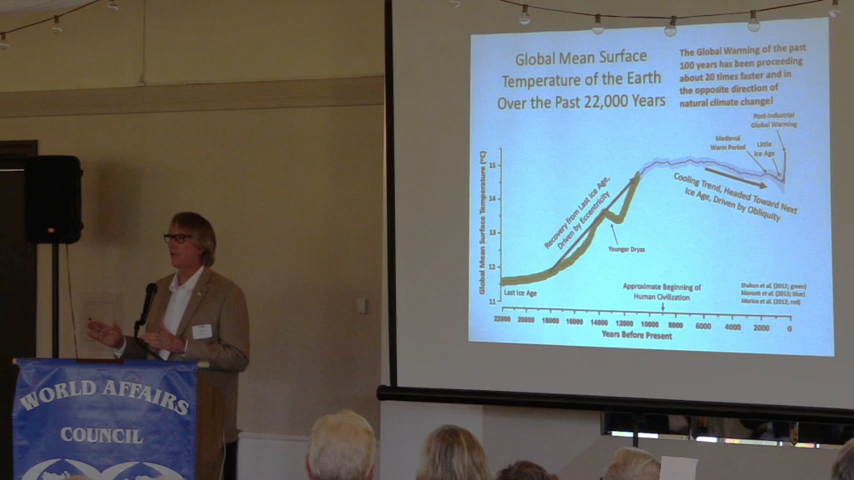 WORLD AFFAIRS
COUNCIL
Global Mean Surface
Temperature of the Earth
Over the Past 22,000 Years
The Global Warming of the past
100 years has been proceeding
about 20 times faster and in
the opposite direction of
natural climate change!
Post-Industrial
Global Warming
Medieval
Warm Period
Little
Ice Age
Cooling Trend, Headed Toward Next
Ice Age, Driven by Obliquity
Recovery from Last Ice Age,
Driven by Eccentricity
Younger Dryas
Last Ice Age
Approximate Beginning of
Human Civilization
Shakun et al. (2012; green)
Marcott et al. (2013; blue)
Morice et al. (2012; red)
Global Mean Surface Temperature (°C)
15
14
13
12
11
22000 20000 18000 16000 14000 12000 10000 8000 6000 4000 2000 0
Years Before Present